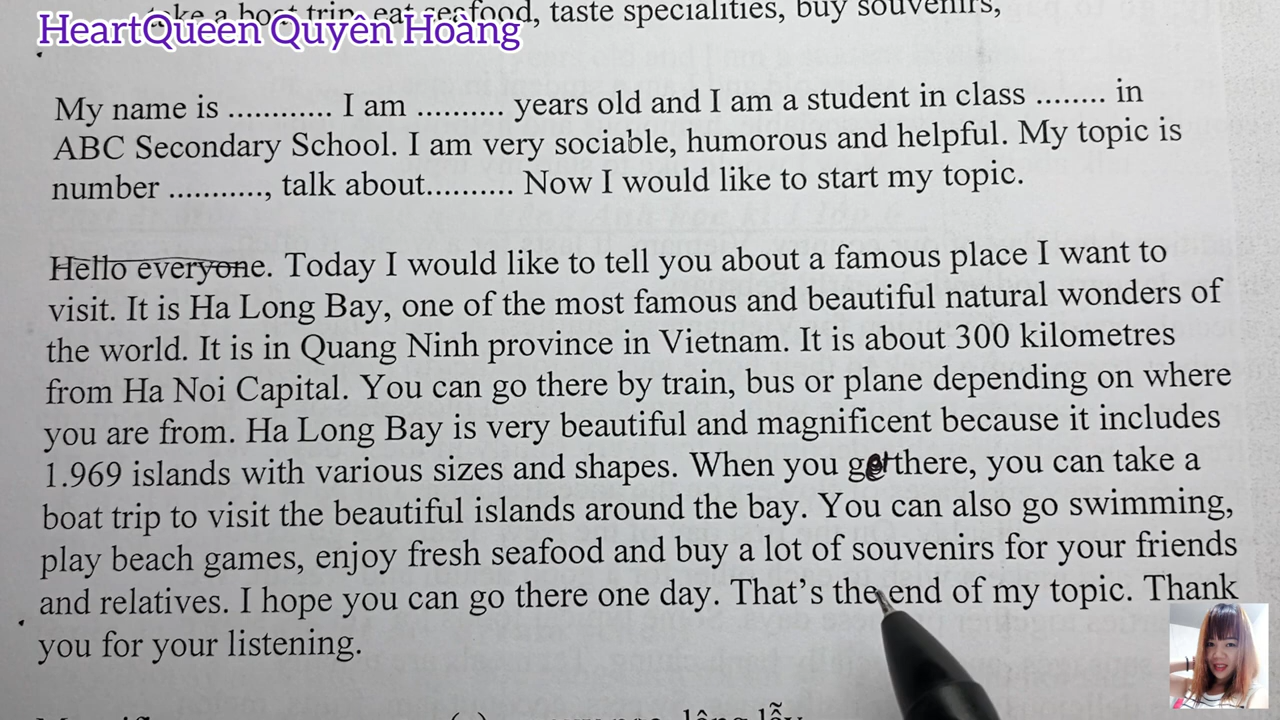 take a boat trip, eat seafood, taste specialities, buy souvenirs,
HeartQueen Quyên Hoàng
My name is ............ I am .......... years old and I am a student in class ........ in
ABC Secondary School. I am very sociable, humorous and helpful. My topic is
number ..........., talk about.......... Now I would like to start my topic.
Hello everyone. Today I would like to tell you about a famous place I want to
visit. It is Ha Long Bay, one of the most famous and beautiful natural wonders of
the world. It is in Quang Ninh province in Vietnam. It is about 300 kilometres
from Ha Noi Capital. You can go there by train, bus or plane depending on where
you are from. Ha Long Bay is very beautiful and magnificent because it includes
1.969 islands with various sizes and shapes. When you get there, you can take a
boat trip to visit the beautiful islands around the bay. You can also go swimming,
play beach games, enjoy fresh seafood and buy a lot of souvenirs for your friends
and relatives. I hope you can go there one day. That's the end of my topic. Thank
you for your listening.